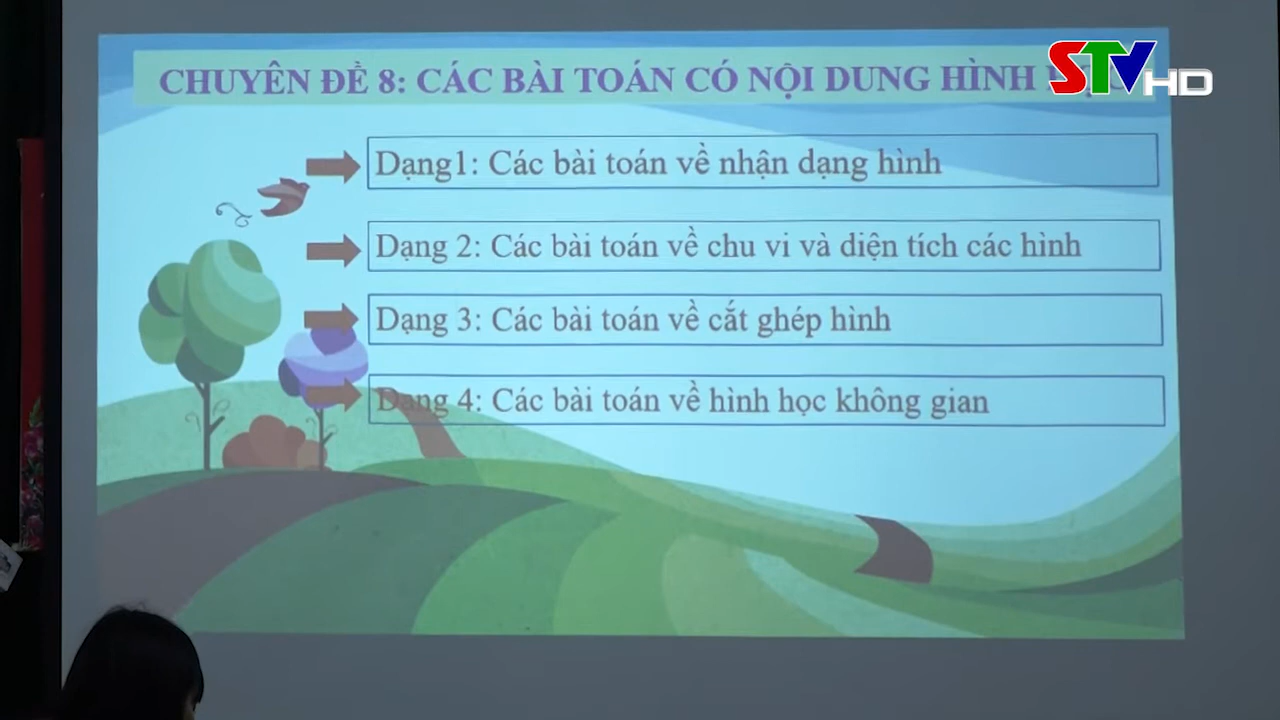 CHUYÊN ĐỀ 8: CÁC BÀI TOÁN CÓ NỘI DUNG HÌNH
STV HD
Dạng1: Các bài toán về nhận dạng hình
Dạng 2: Các bài toán về chu vi và diện tích các hình
Dạng 3: Các bài toán về cắt ghép hình
Dạng 4: Các bài toán về hình học không gian